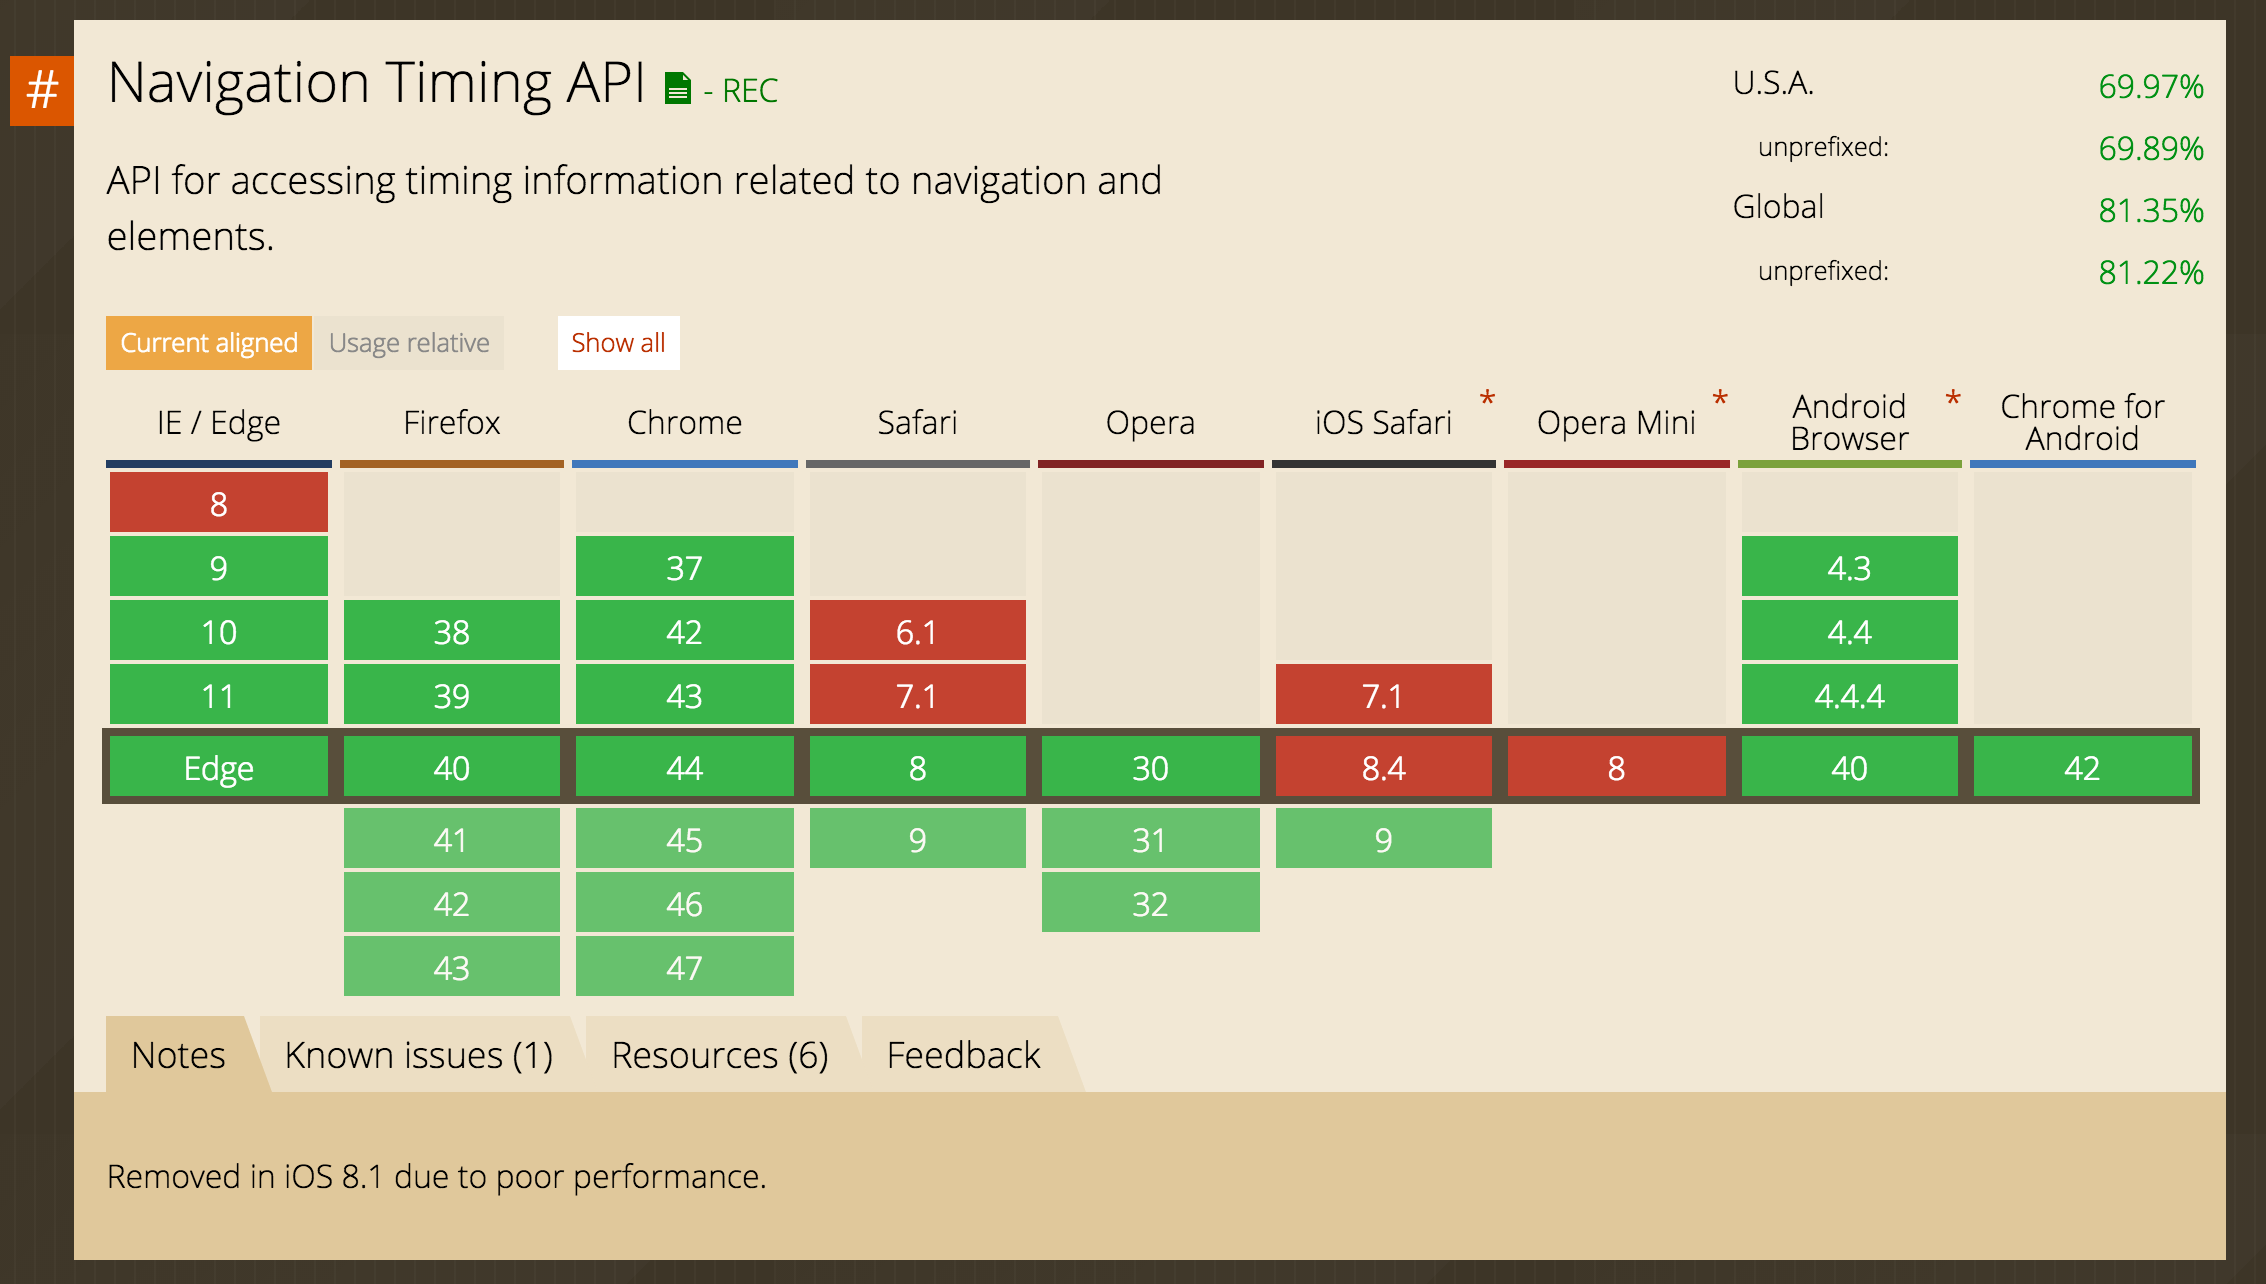 #
Navigation Timing API - REC
API for accessing timing information related to navigation and
elements.
U.S.A. 69.97%
unprefixed: 69.89%
Global 81.35%
unprefixed: 81.22%
Current aligned Usage relative Show all
IE / Edge Firefox Chrome Safari Opera iOS Safari * Opera Mini * Android Browser * Chrome for Android
8
9 37 4.3
10 38 42 6.1 4.4
11 39 43 7.1 7.1 4.4.4
Edge 40 44 8 30 8.4 8 40 42
41 45 9 31 9
42 46 32
43 47
Notes Known issues (1) Resources (6) Feedback
Removed in iOS 8.1 due to poor performance.